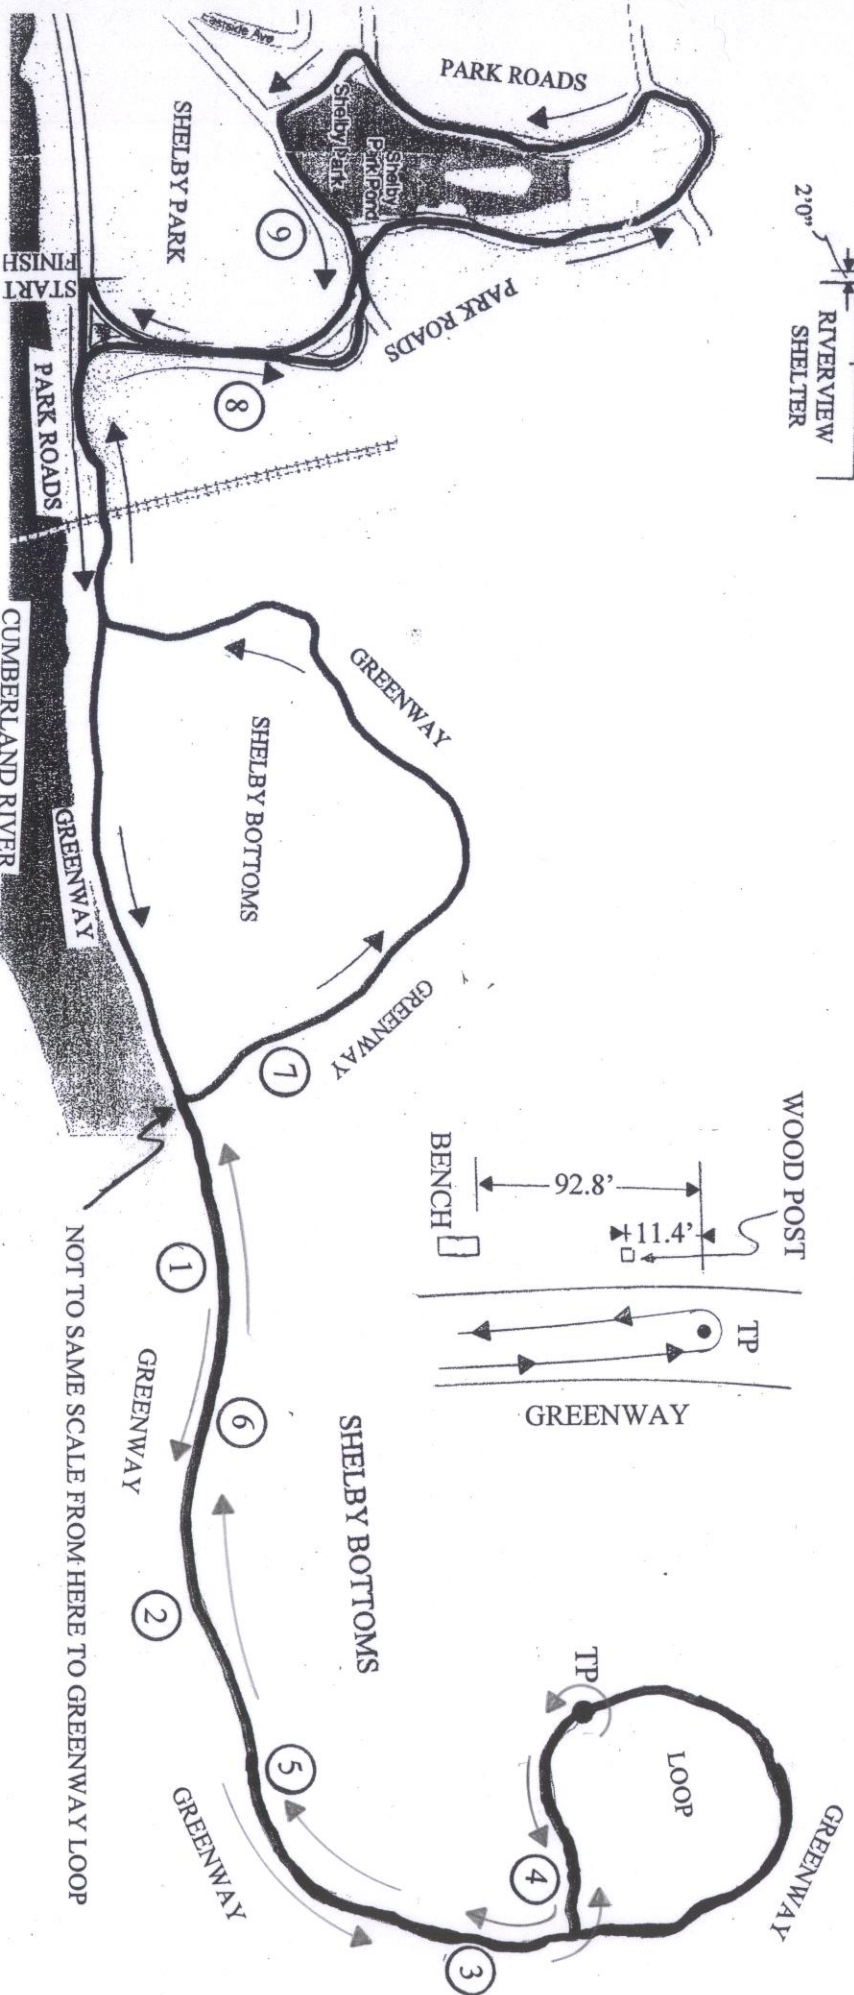 Eastside Ave
PARK ROADS
Shelby Park
Shelby
Park Pond
SHELBY PARK
9
PARK ROADS
2'0"
RIVERVIEW
SHELTER
START
FINISH
PARK ROADS
8
CUMBERLAND RIVER
GREENWAY
GREENWAY
SHELBY BOTTOMS
GREENWAY
7
NOT TO SAME SCALE FROM HERE TO GREENWAY LOOP
WOOD POST
92.8'
11.4'
BENCH
TP
GREENWAY
1
GREENWAY
6
2
SHELBY BOTTOMS
5
GREENWAY
TP
LOOP
GREENWAY
4
3